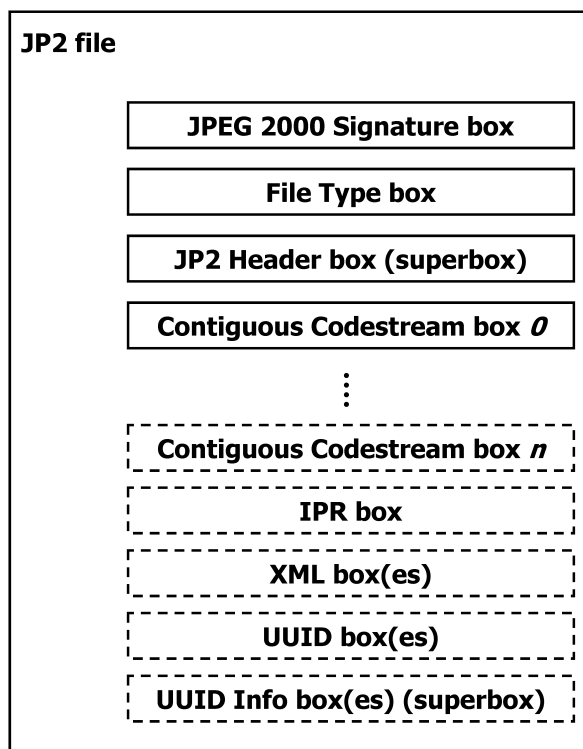 JP2 file
JPEG 2000 Signature box
File Type box
JP2 Header box (superbox)
Contiguous Codestream box 0
Contiguous Codestream box n
IPR box
XML box(es)
UUID box(es)
UUID Info box(es) (superbox)